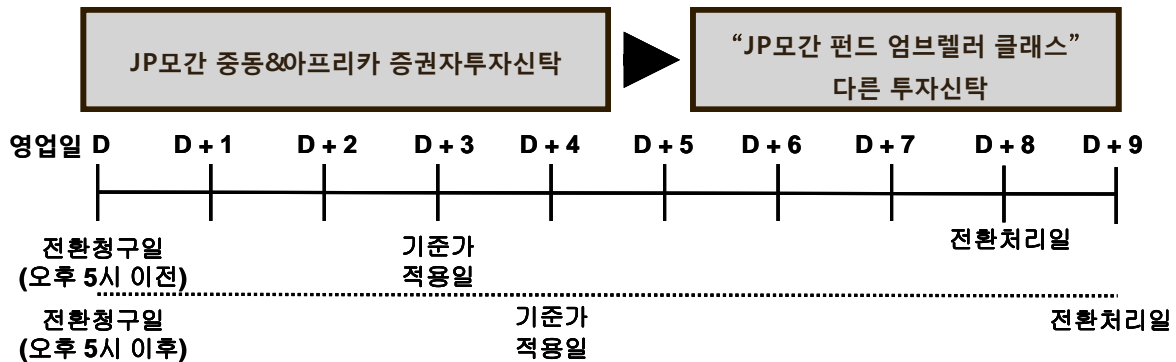 JP모간 중동&아프리카 증권자투자신탁
“JP모간 펀드 엄브렐러 클래스”
다른 투자신탁
영업일 D D + 1 D + 2 D + 3 D + 4 D + 5 D + 6 D + 7 D + 8 D + 9
전환청구일 기준가 전환처리일
(오후 5시 이전) 적용일
전환청구일 기준가 전환처리일
(오후 5시 이후) 적용일